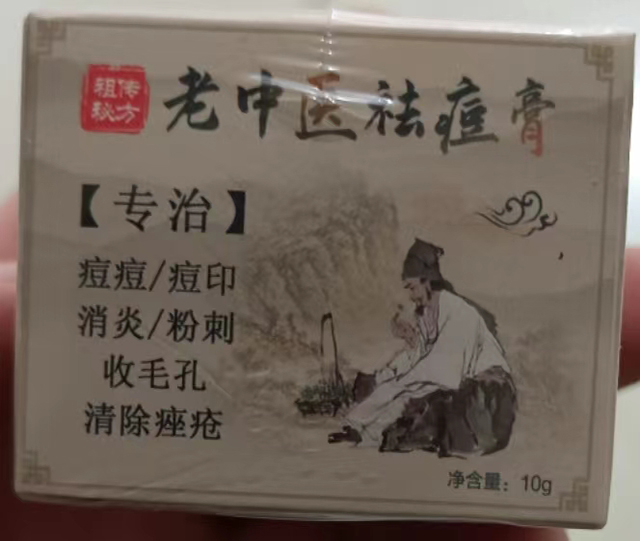 祖传
秘方
老中医祛痘膏
【专治】
痘痘/痘印
消炎/粉刺
收毛孔
清除痤疮
净含量：10g